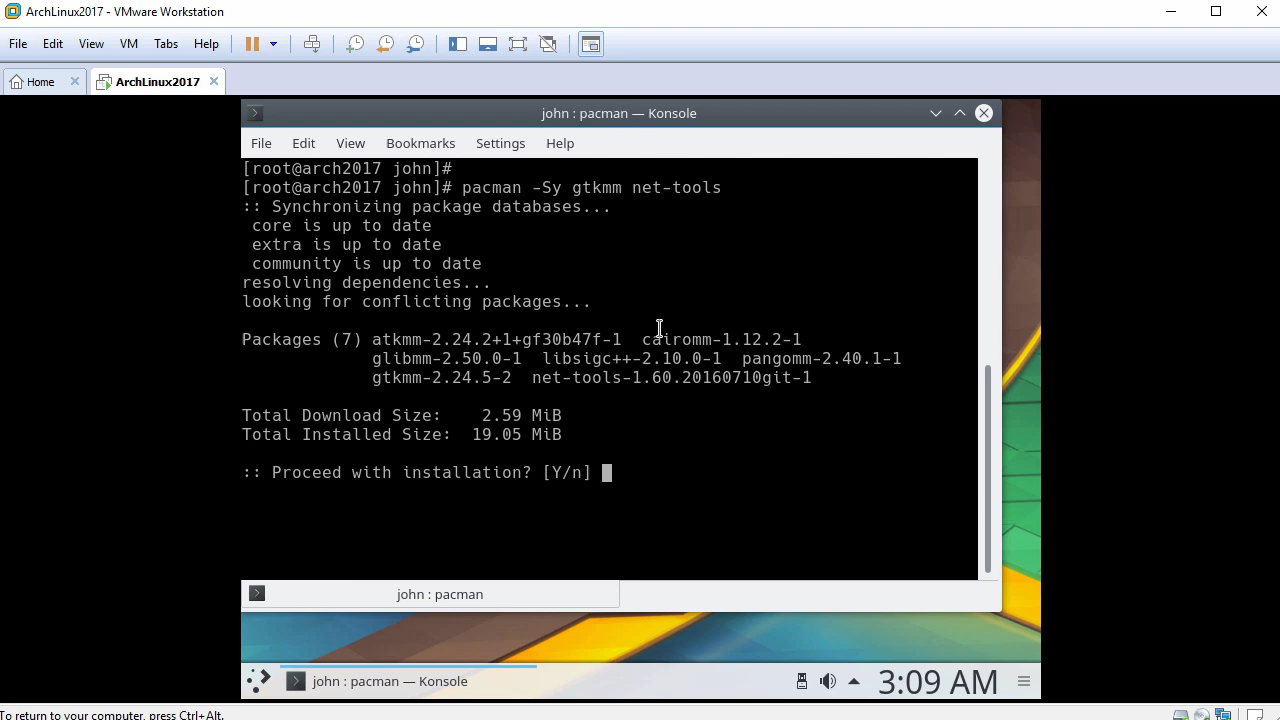 ArchLinux2017 - VMware Workstation
File Edit View VM Tabs Help
Home ArchLinux2017
john : pacman — Konsole
File Edit View Bookmarks Settings Help
[root@arch2017 john]#
[root@arch2017 john]# pacman -Sy gtkmm net-tools
:: Synchronizing package databases...
core is up to date
extra is up to date
community is up to date
resolving dependencies...
looking for conflicting packages...
Packages (7) atkmm-2.24.2+1+gf30b47f-1 cairomm-1.12.2-1
glibmm-2.50.0-1 libsigc++-2.10.0-1 pangomm-2.40.1-1
gtkmm-2.24.5-2 net-tools-1.60.20160710git-1
Total Download Size: 2.59 MiB
Total Installed Size: 19.05 MiB
:: Proceed with installation? [Y/n]
john : pacman
john : pacman — Konsole 3:09 AM
To return to your computer, press Ctrl+Alt.